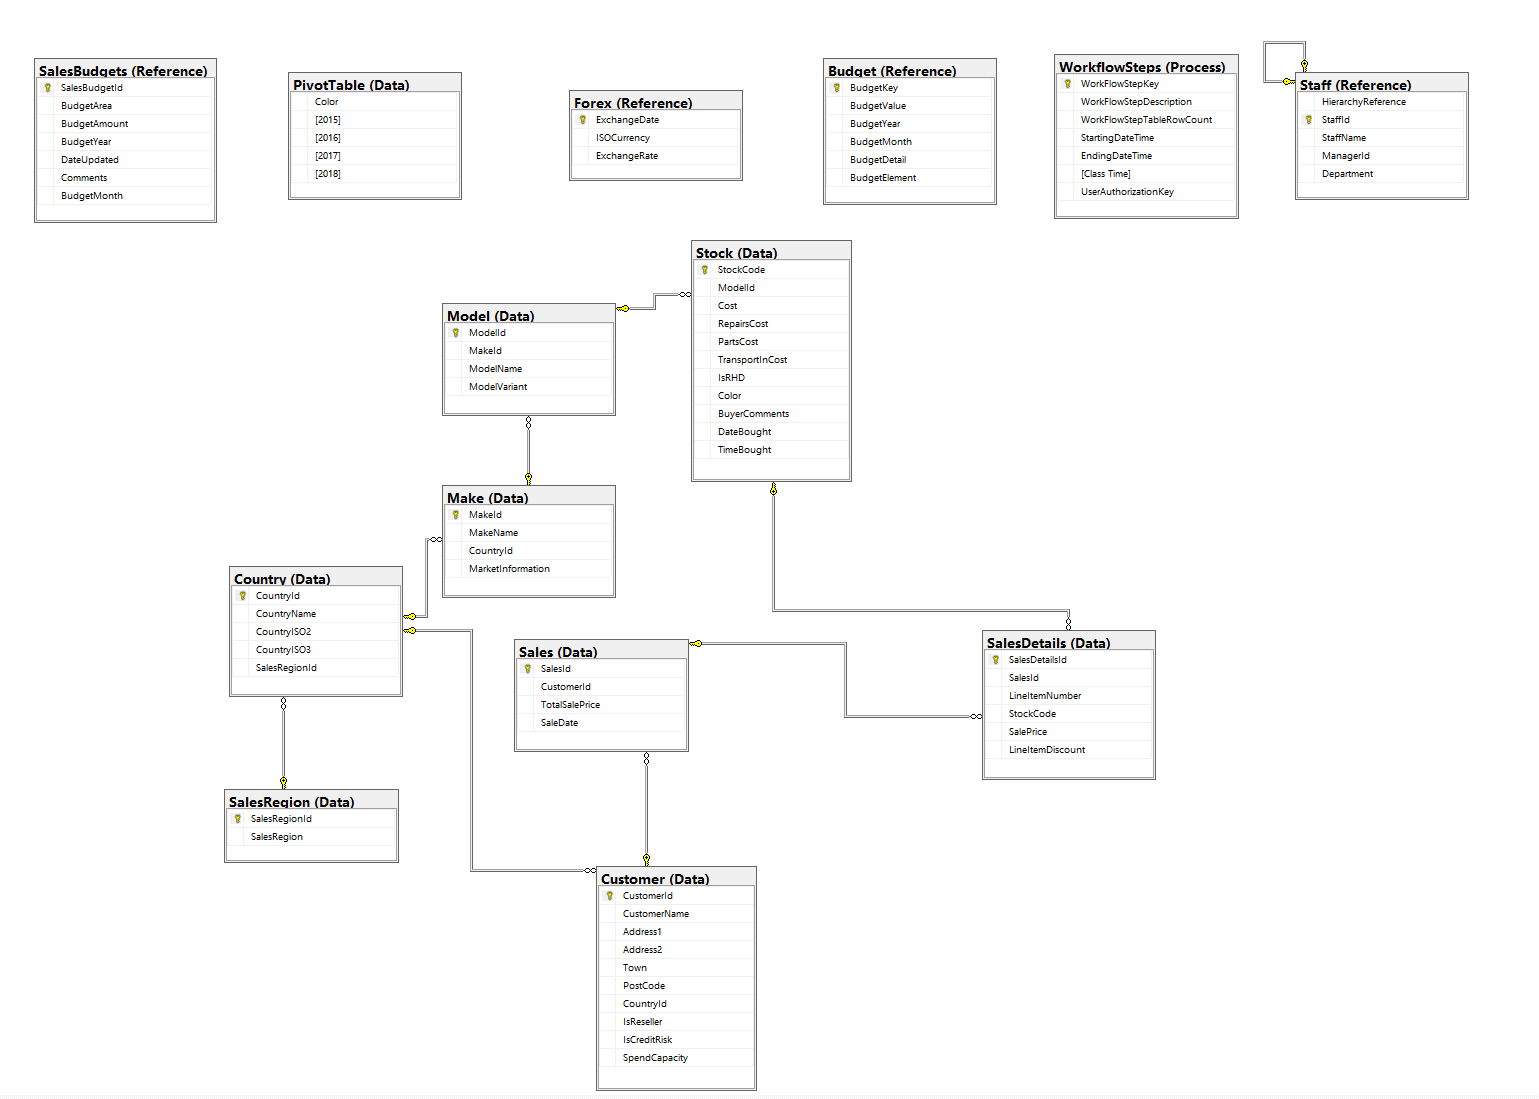 SalesBudgets (Reference)
SalesBudgetId
BudgetArea
BudgetAmount
BudgetYear
DateUpdated
Comments
BudgetMonth
PivotTable (Data)
Color
[2015]
[2016]
[2017]
[2018]
Forex (Reference)
ExchangeDate
ISOCurrency
ExchangeRate
Budget (Reference)
BudgetKey
BudgetValue
BudgetYear
BudgetMonth
BudgetDetail
BudgetElement
WorkflowSteps (Process)
WorkFlowStepKey
WorkFlowStepDescription
WorkFlowStepTableRowCount
StartingDateTime
EndingDateTime
[Class Time]
UserAuthorizationKey
Staff (Reference)
HierarchyReference
StaffId
StaffName
ManagerId
Department
Stock (Data)
StockCode
ModelId
Cost
RepairsCost
PartsCost
TransportInCost
IsRHD
Color
BuyerComments
DateBought
TimeBought
Model (Data)
ModelId
MakeId
ModelName
ModelVariant
Make (Data)
MakeId
MakeName
CountryId
MarketInformation
Country (Data)
CountryId
CountryName
CountryISO2
CountryISO3
SalesRegionId
Sales (Data)
SalesId
CustomerId
TotalSalePrice
SaleDate
SalesDetails (Data)
SalesDetailsId
SalesId
LineItemNumber
StockCode
SalePrice
LineItemDiscount
SalesRegion (Data)
SalesRegionId
SalesRegion
Customer (Data)
CustomerId
CustomerName
Address1
Address2
Town
PostCode
CountryId
IsReseller
IsCreditRisk
SpendCapacity